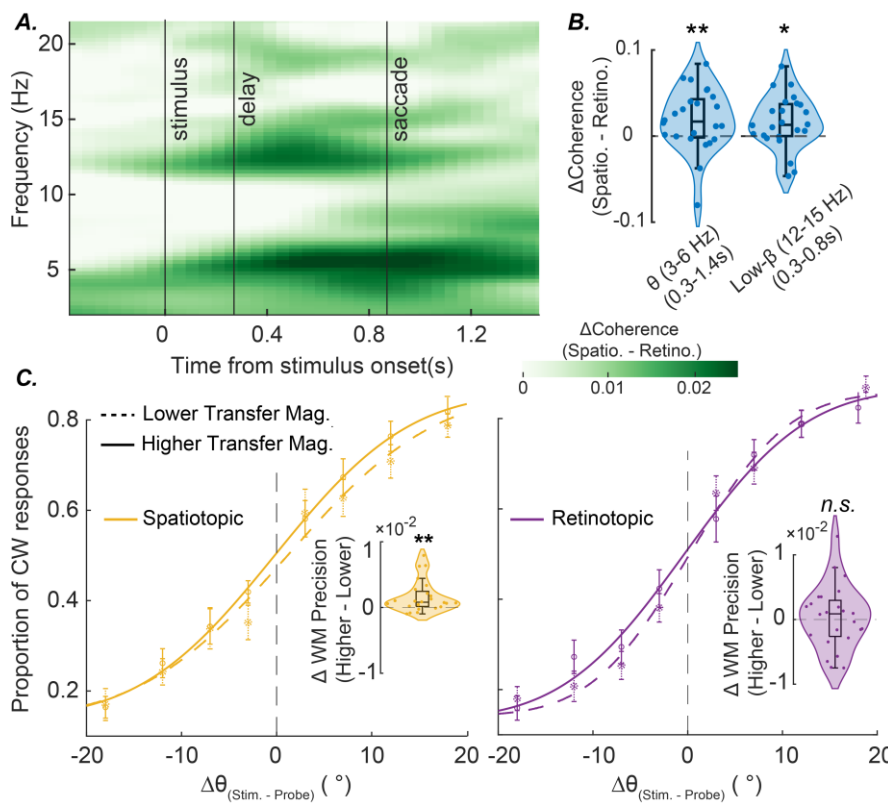 A.
20
15
10
5
Frequency (Hz)
stimulus
delay
saccade
0
0.4
0.8
1.2
Time from stimulus onset(s)
B.
** *
0.1
0
-0.1
ΔCoherence
(Spatio. - Retino.)
θ (3-6 Hz)
(0.3-1.4s)
Low-β (12-15 Hz)
(0.3-0.8s)
ΔCoherence
(Spatio. - Retino.)
0 0.01 0.02
C.
Proportion of CW responses
0.8
0.6
0.4
0.2
Lower Transfer Mag.
Higher Transfer Mag.
Spatiotopic
×10-2
**
1
0
-1
Δ WM Precision
(Higher - Lower)
-20 -10 0 10 20
Δθ(Stim. - Probe) ( ° )
Retinotopic
n.s.
×10-2
1
0
-1
Δ WM Precision
(Higher - Lower)
-20 -10 0 10 20
Δθ(Stim. - Probe) ( ° )